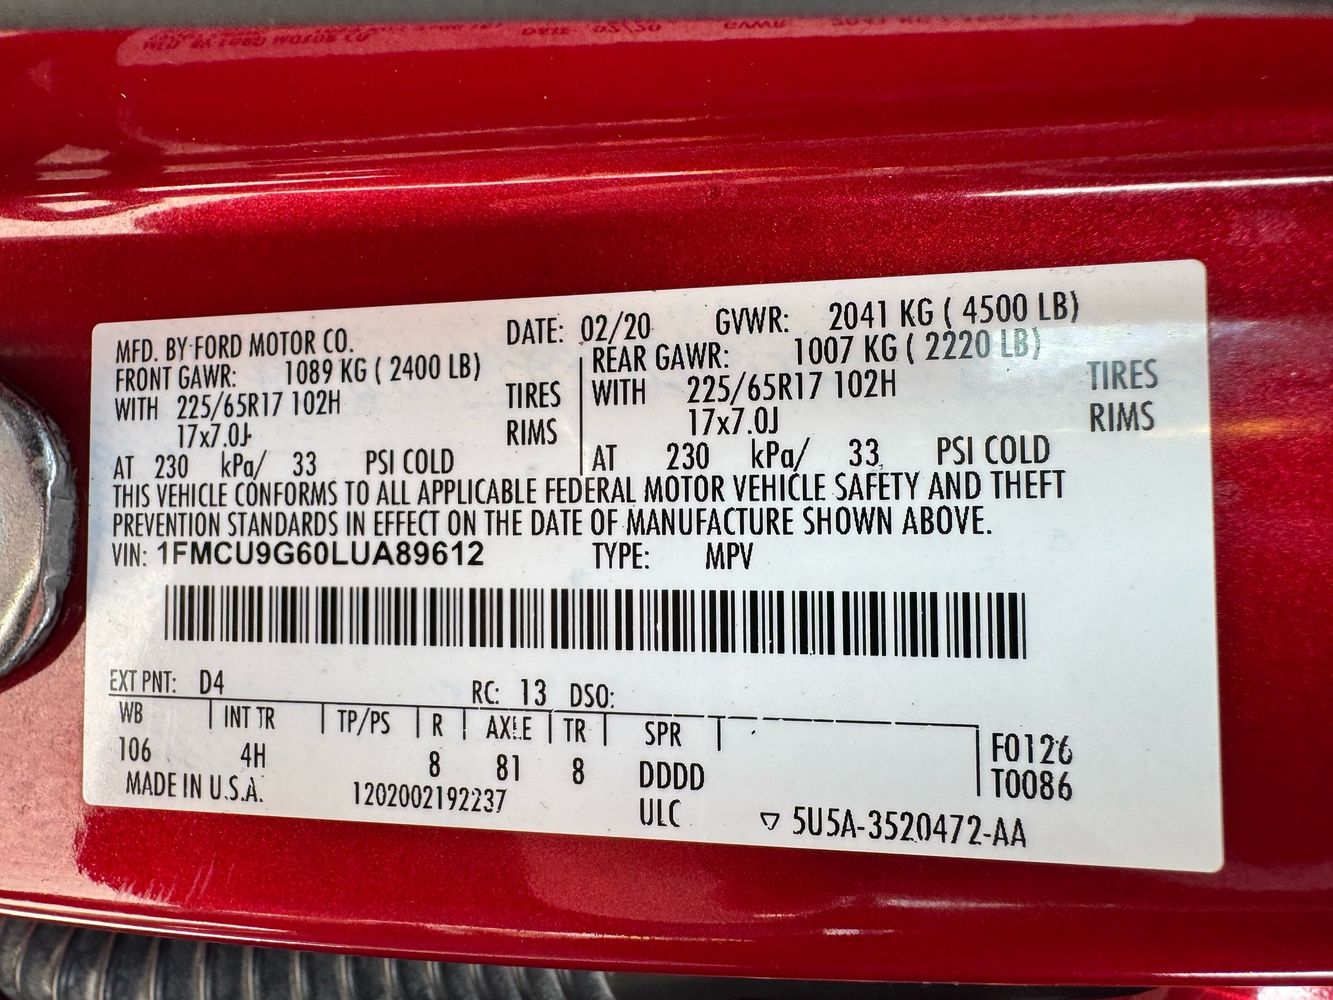 MFD. BY FORD MOTOR CO. DATE: 02/20 GVWR: 2041 KG ( 4500 LB)
FRONT GAWR: 1089 KG ( 2400 LB) REAR GAWR: 1007 KG ( 2220 LB)
WITH 225/65R17 102H TIRES WITH 225/65R17 102H TIRES
17x7.0J RIMS 17x7.0J RIMS
AT 230 kPa/ 33 PSI COLD AT 230 kPa/ 33 PSI COLD
THIS VEHICLE CONFORMS TO ALL APPLICABLE FEDERAL MOTOR VEHICLE SAFETY AND THEFT
PREVENTION STANDARDS IN EFFECT ON THE DATE OF MANUFACTURE SHOWN ABOVE.
VIN: 1FMCU9G60LUA89612 TYPE: MPV
EXT PNT: D4 RC: 13 DSO:
WB INT TR TP/PS R AXLE TR SPR F0126
106 4H 8 81 8 DDDD T0086
MADE IN U.S.A. 1202002192237 ULC ▽ 5U5A-3520472-AA